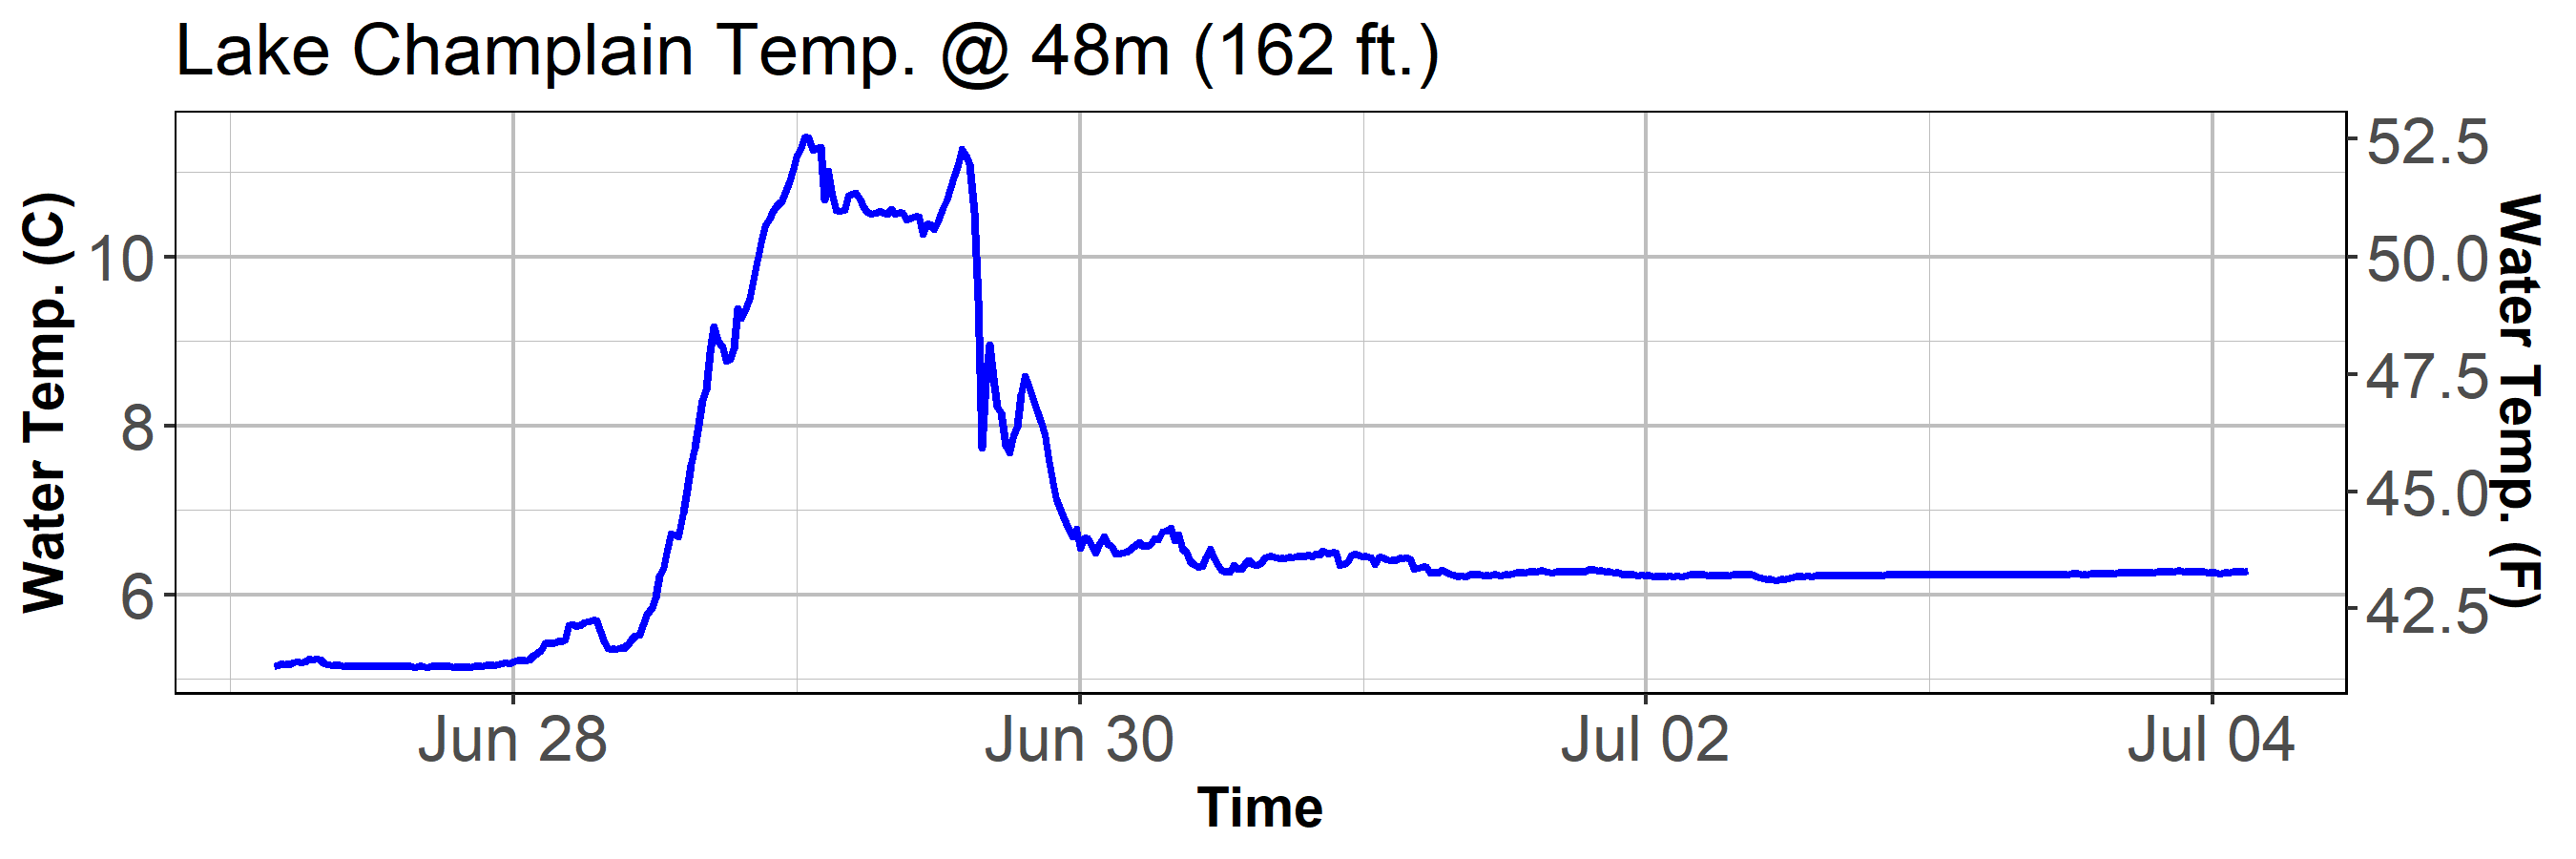 Lake Champlain Temp. @ 48m (162 ft.)
Water Temp. (C)
10
8
6
52.5
50.0
47.5
45.0
42.5
Water Temp. (F)
Jun 28
Jun 30
Jul 02
Jul 04
Time